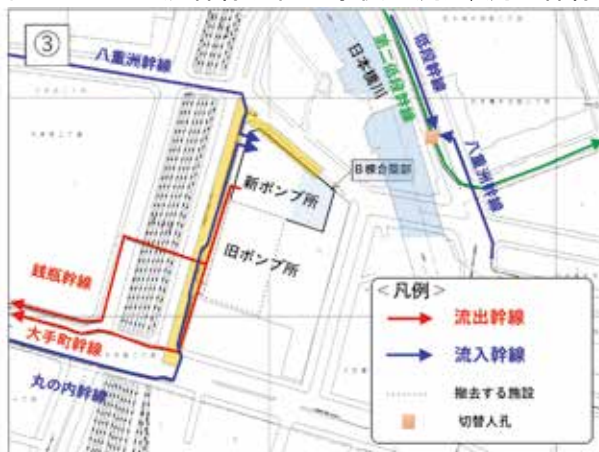 ③
八重洲幹線
日本橋川
第二低段幹線
低段幹線
八重洲幹線
B棟合築部
新ポンプ所
旧ポンプ所
銭瓶幹線
大手町幹線
丸の内幹線
<凡例>
流出幹線
流入幹線
撤去する施設
切替人孔